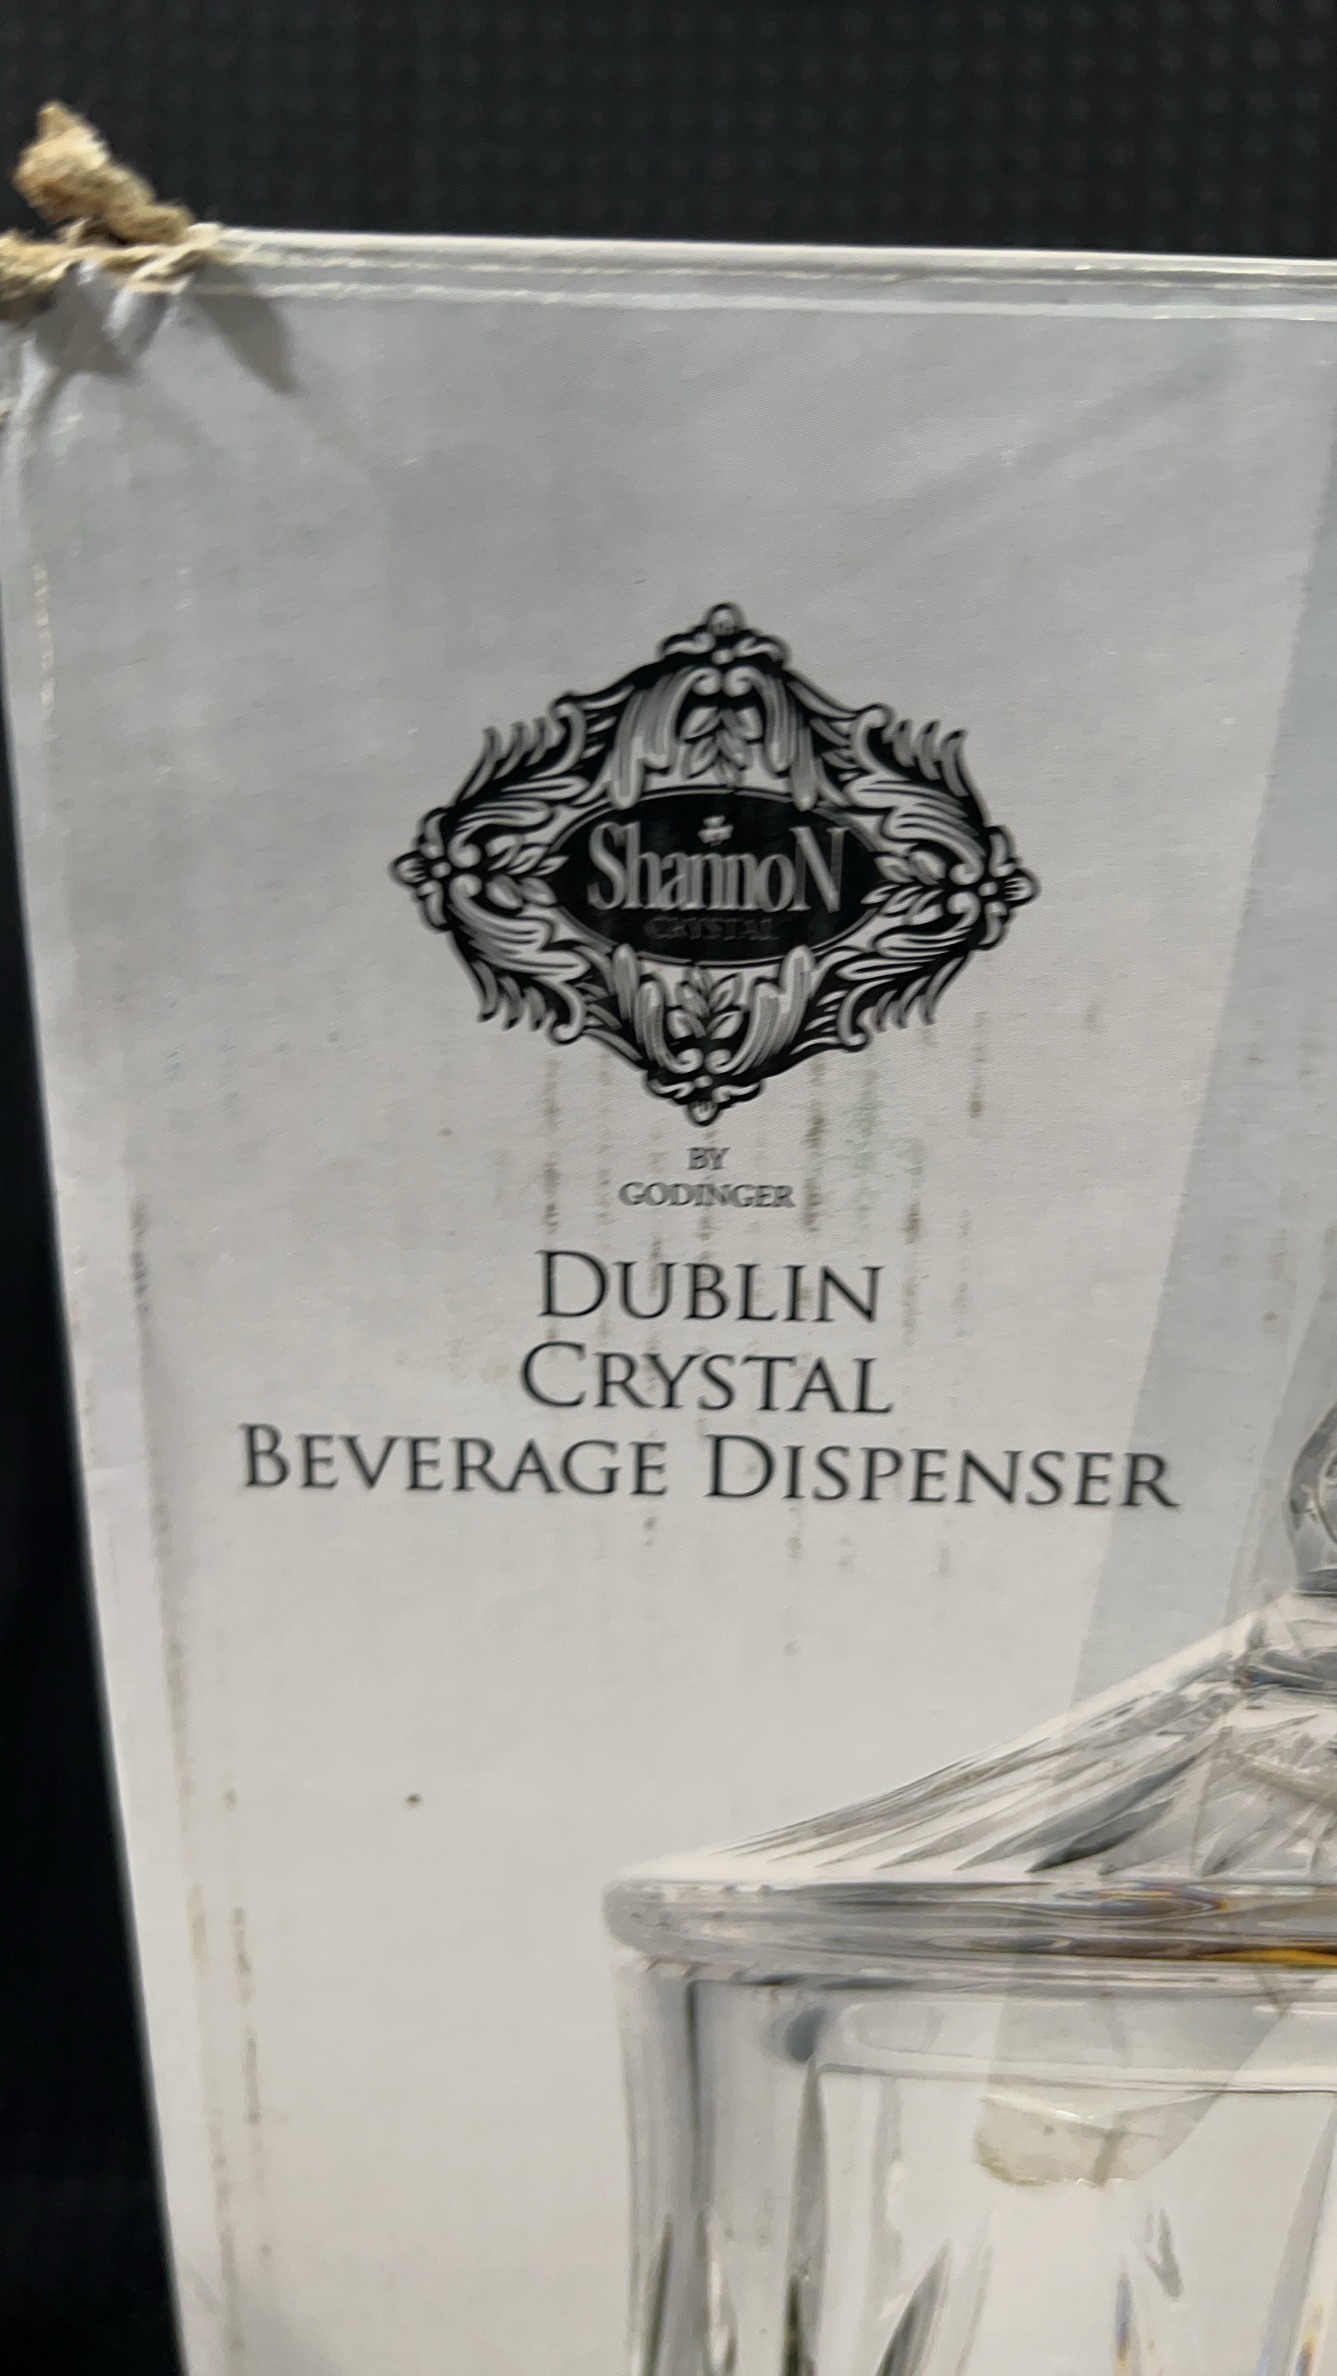 ShannoN
CRYSTAL
BY
GODINGER
DUBLIN
CRYSTAL
BEVERAGE DISPENSER